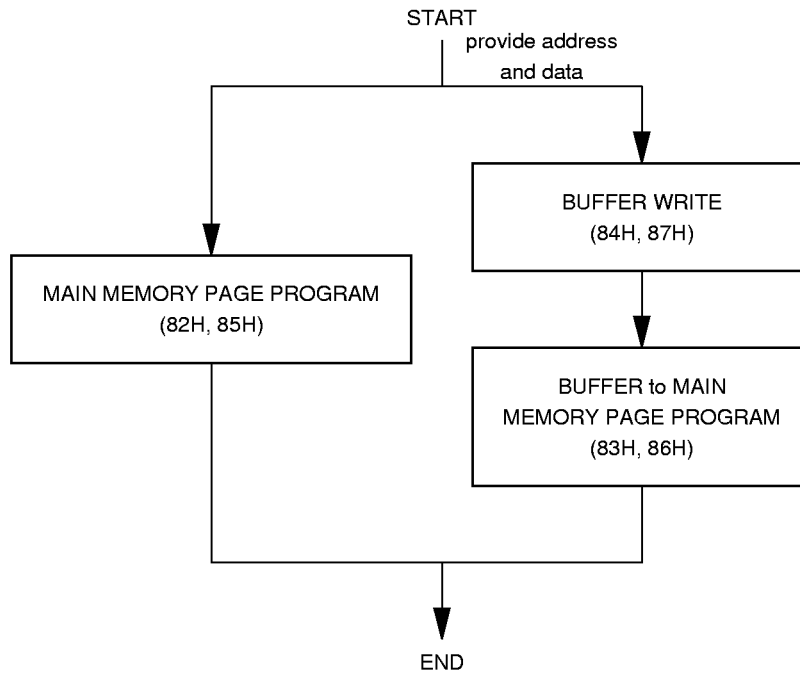 START
provide address
and data
BUFFER WRITE
(84H, 87H)
MAIN MEMORY PAGE PROGRAM
(82H, 85H)
BUFFER to MAIN
MEMORY PAGE PROGRAM
(83H, 86H)
END